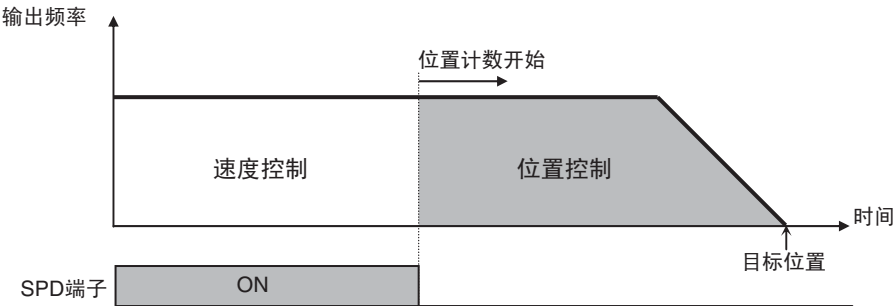 输出频率
位置计数开始
速度控制
位置控制
时间
目标位置
SPD端子
ON